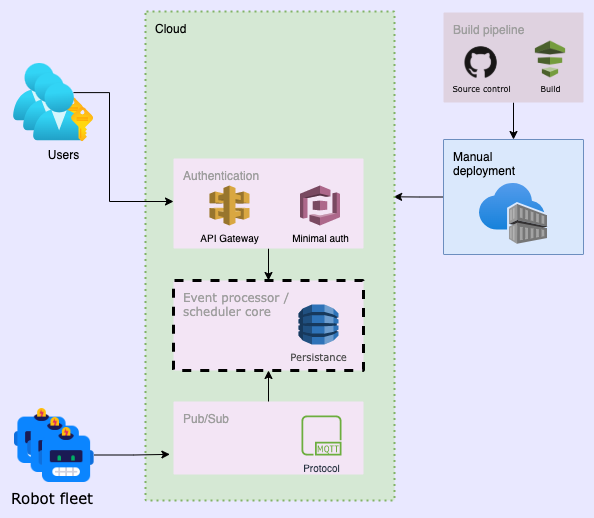 Cloud
Build pipeline
Source control
Build
Users
Manual
deployment
Authentication
API Gateway
Minimal auth
Event processor /
scheduler core
Persistance
Pub/Sub
MQTT
Protocol
Robot fleet